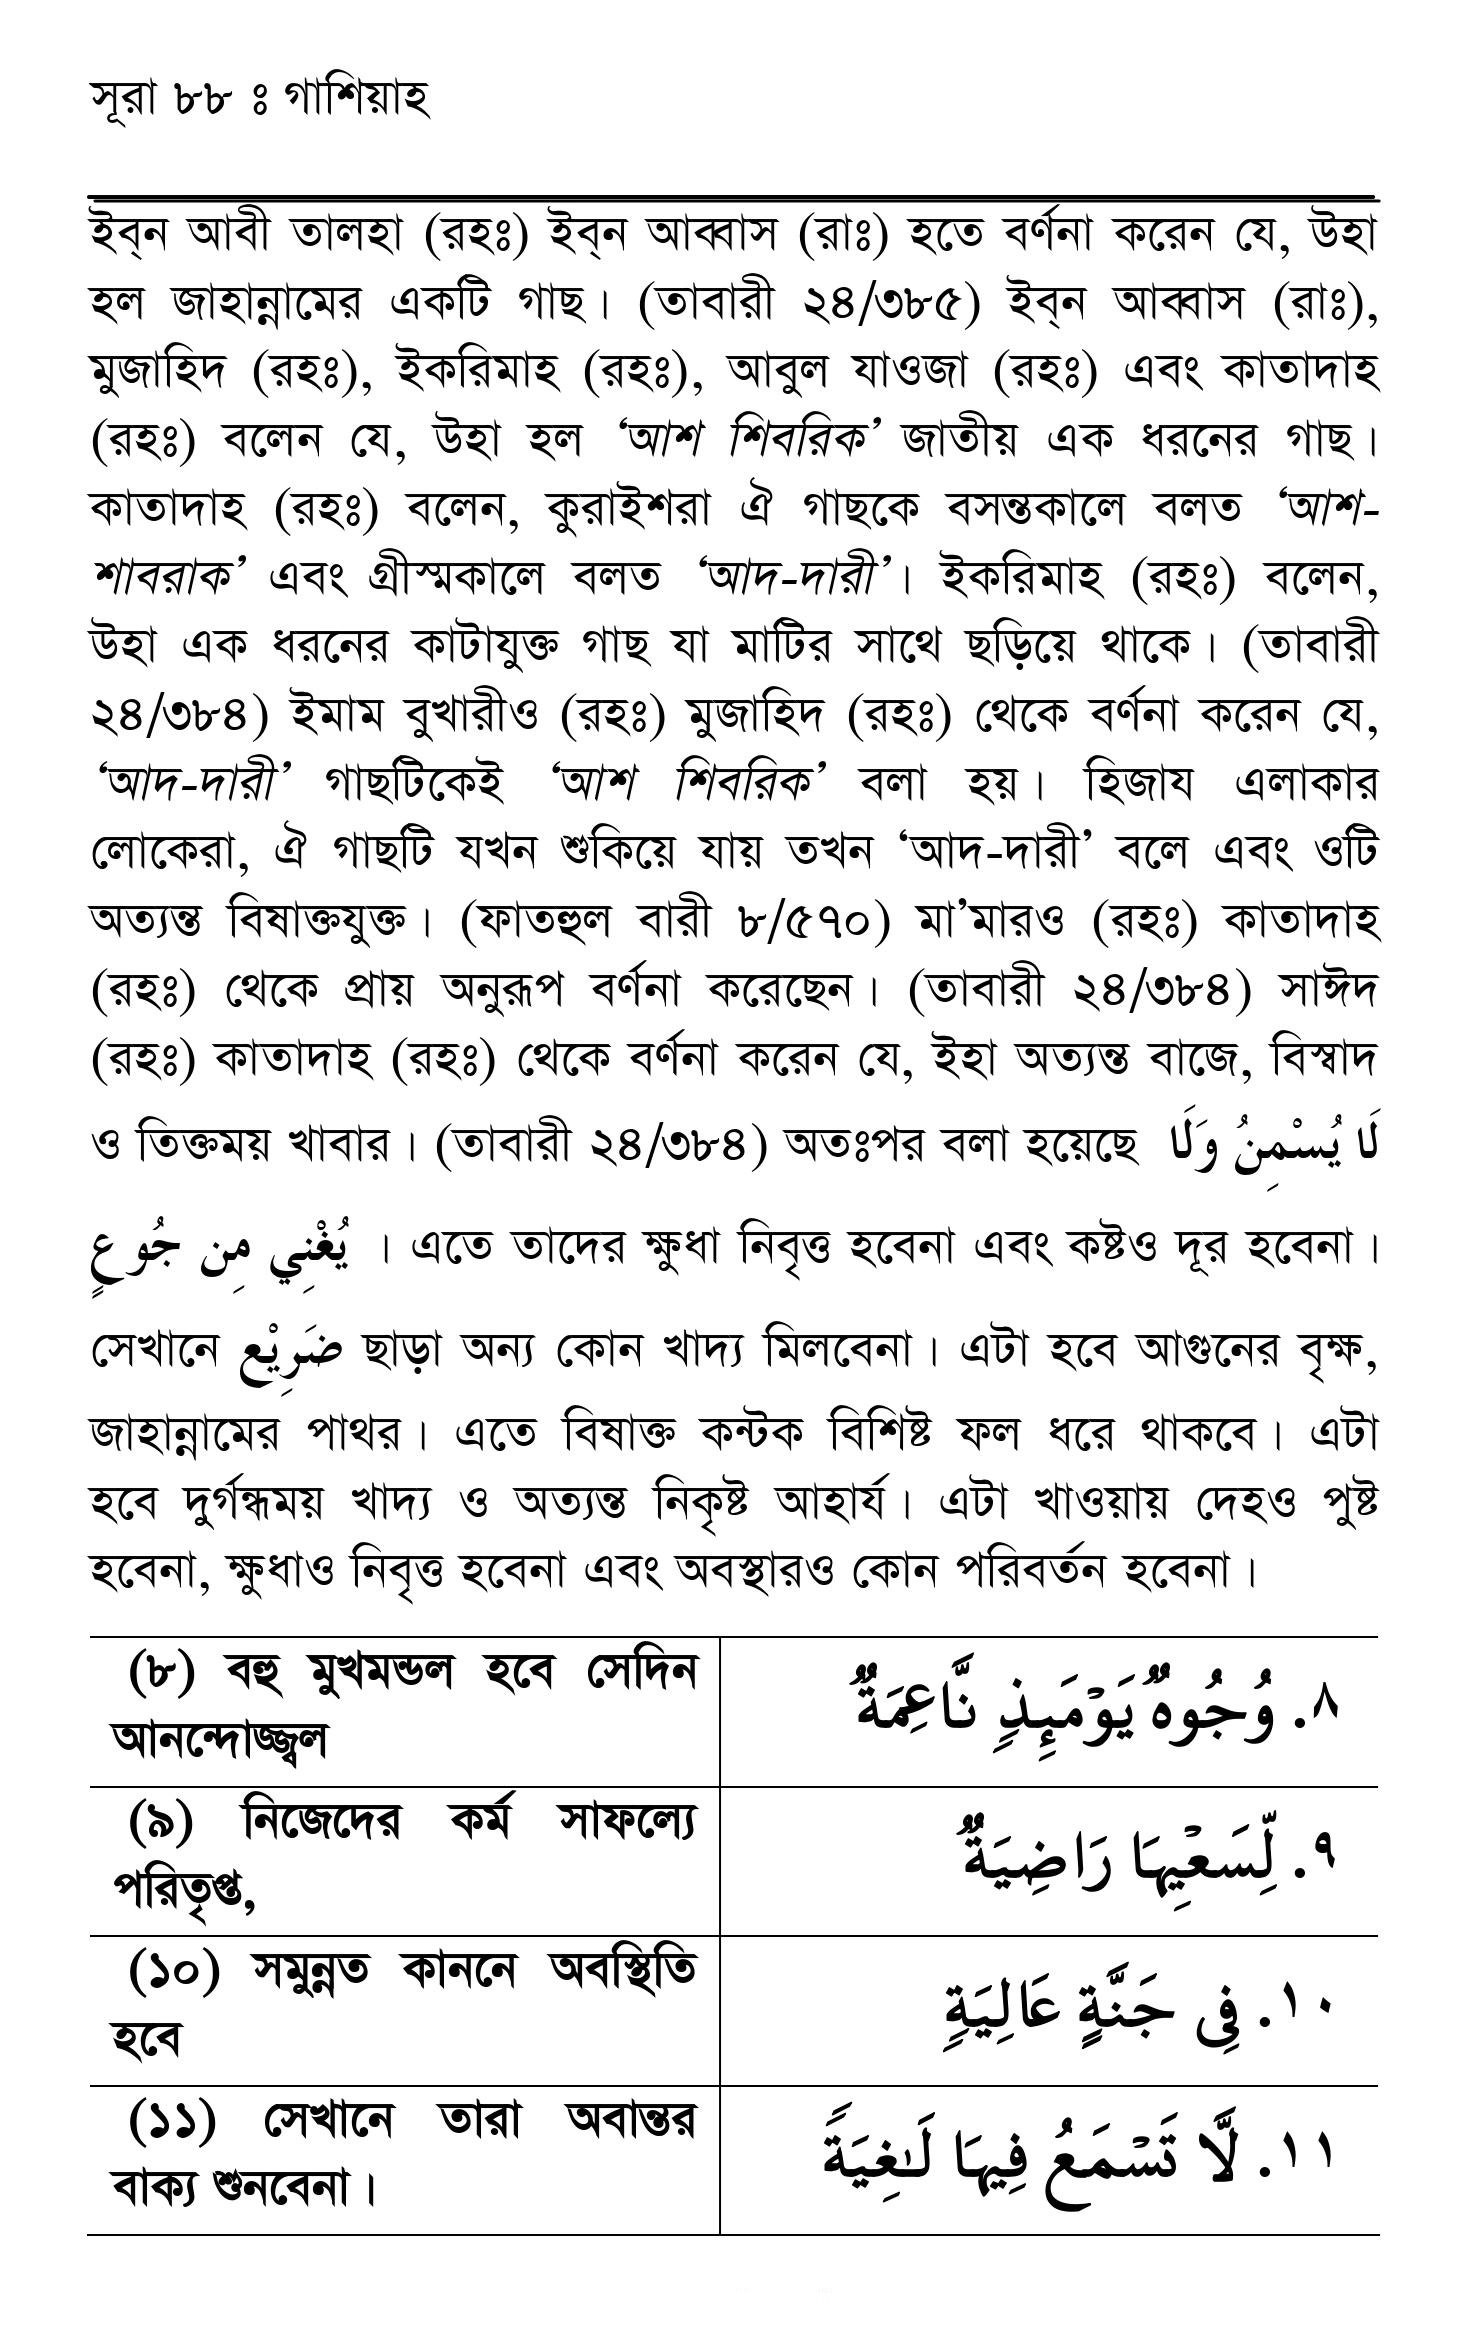 সূরা ৮৮ ঃ গাশিয়াহ
ইব্‌ন আবী তালহা (রহঃ) ইব্‌ন আব্বাস (রাঃ) হতে বর্ণনা করেন যে, উহা
হল জাহান্নামের একটি গাছ। (তাবারী ২৪/৩৮৫) ইব্‌ন আব্বাস (রাঃ),
মুজাহিদ (রহঃ), ইকরিমাহ (রহঃ), আবুল যাওজা (রহঃ) এবং কাতাদাহ
(রহঃ) বলেন যে, উহা হল ‘আশ শিবরিক’ জাতীয় এক ধরনের গাছ।
কাতাদাহ (রহঃ) বলেন, কুরাইশরা ঐ গাছকে বসন্তকালে বলত ‘আশ-
শাবরাক’ এবং গ্রীস্মকালে বলত ‘আদ-দারী’। ইকরিমাহ (রহঃ) বলেন,
উহা এক ধরনের কাটাযুক্ত গাছ যা মাটির সাথে ছড়িয়ে থাকে। (তাবারী
২৪/৩৮৪) ইমাম বুখারীও (রহঃ) মুজাহিদ (রহঃ) থেকে বর্ণনা করেন যে,
‘আদ-দারী’ গাছটিকেই ‘আশ শিবরিক’ বলা হয়। হিজায এলাকার
লোকেরা, ঐ গাছটি যখন শুকিয়ে যায় তখন ‘আদ-দারী’ বলে এবং ওটি
অত্যন্ত বিষাক্তযুক্ত। (ফাতহুল বারী ৮/৫৭০) মা’মারও (রহঃ) কাতাদাহ
(রহঃ) থেকে প্রায় অনুরূপ বর্ণনা করেছেন। (তাবারী ২৪/৩৮৪) সাঈদ
(রহঃ) কাতাদাহ (রহঃ) থেকে বর্ণনা করেন যে, ইহা অত্যন্ত বাজে, বিস্বাদ
ও তিক্তময় খাবার। (তাবারী ২৪/৩৮৪) অতঃপর বলা হয়েছে لَا يُسْمِنُ وَلَا
يُغْنِي مِن جُوعٍ । এতে তাদের ক্ষুধা নিবৃত্ত হবেনা এবং কষ্টও দূর হবেনা।
সেখানে ضَرِيْع ছাড়া অন্য কোন খাদ্য মিলবেনা। এটা হবে আগুনের বৃক্ষ,
জাহান্নামের পাথর। এতে বিষাক্ত কন্টক বিশিষ্ট ফল ধরে থাকবে। এটা
হবে দুর্গন্ধময় খাদ্য ও অত্যন্ত নিকৃষ্ট আহার্য। এটা খাওয়ায় দেহও পুষ্ট
হবেনা, ক্ষুধাও নিবৃত্ত হবেনা এবং অবস্থারও কোন পরিবর্তন হবেনা।
(৮) বহু মুখমন্ডল হবে সেদিন
আনন্দোজ্জ্বল
٨. وُجُوهٌ يَوْمَئِذٍ نَّاعِمَةٌ
(৯) নিজেদের কর্ম সাফল্যে
পরিতৃপ্ত,
٩. لِّسَعْيِهَا رَاضِيَةٌ
(১০) সমুন্নত কাননে অবস্থিতি
হবে
١٠. فِى جَنَّةٍ عَالِيَةٍ
(১১) সেখানে তারা অবান্তর
বাক্য শুনবেনা।
١١. لَّا تَسْمَعُ فِيهَا لَـٰغِيَةً